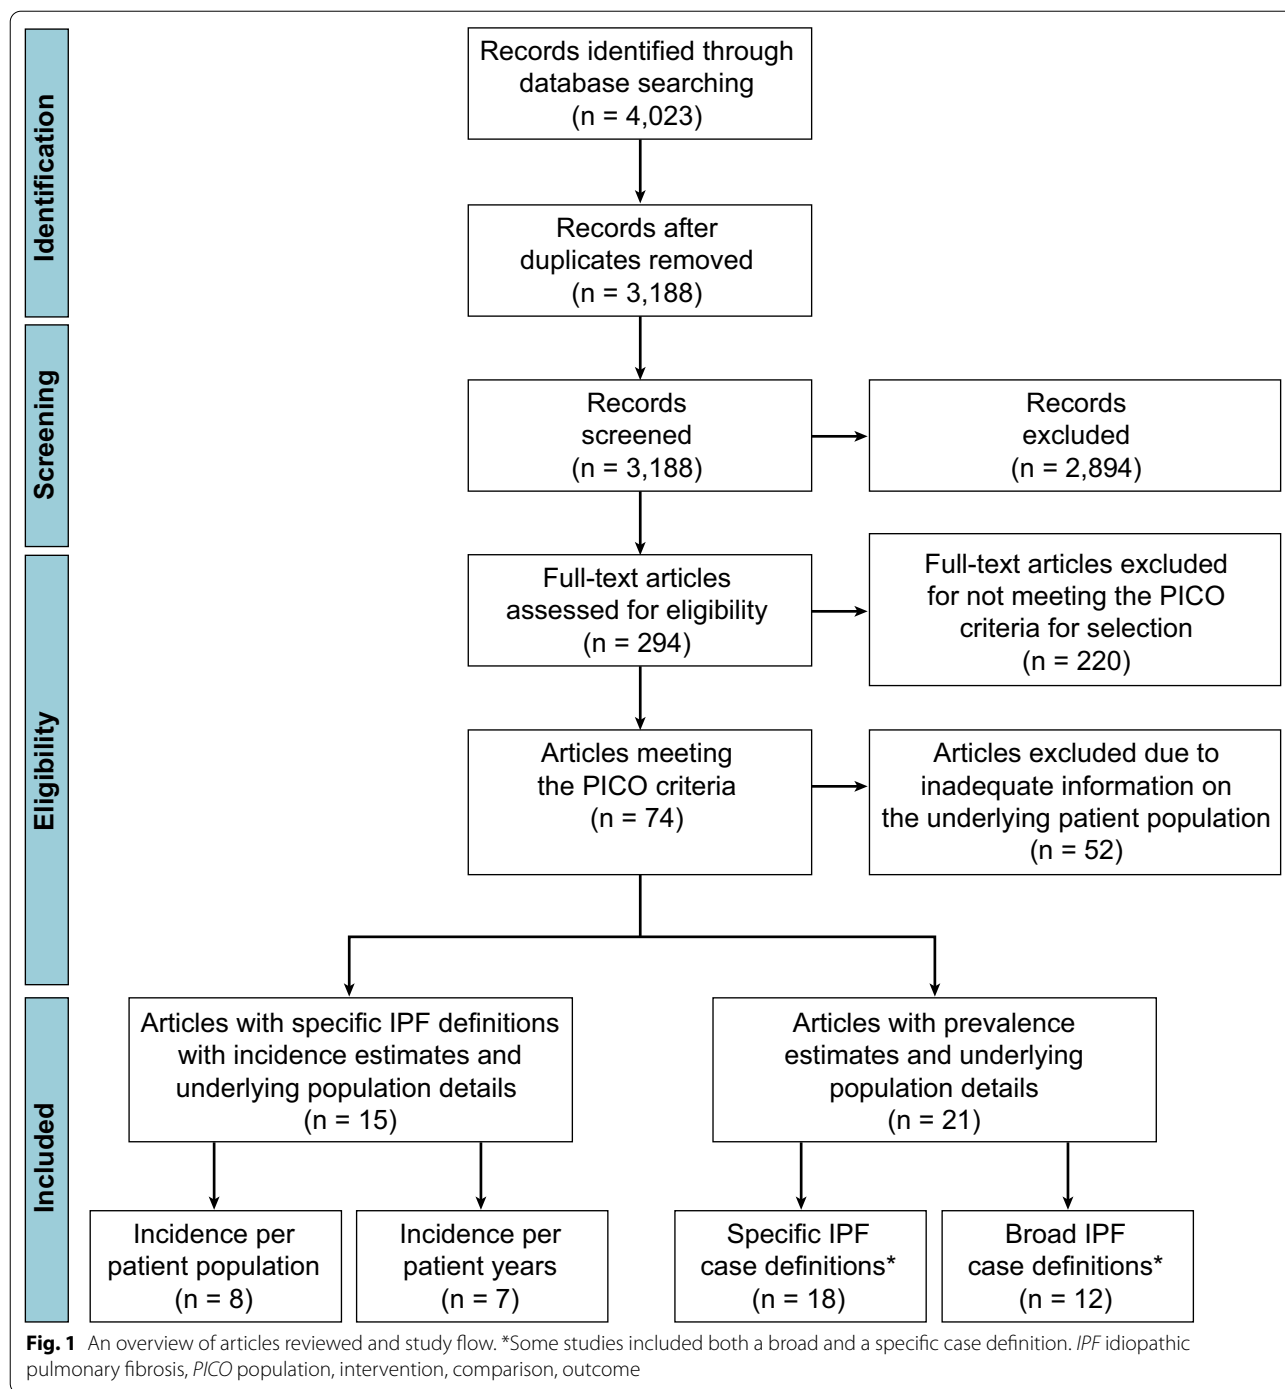 Identification
Records identified through
database searching
(n = 4,023)
Records after
duplicates removed
(n = 3,188)
Screening
Records
screened
(n = 3,188)
Records
excluded
(n = 2,894)
Eligibility
Full-text articles
assessed for eligibility
(n = 294)
Full-text articles excluded
for not meeting the PICO
criteria for selection
(n = 220)
Articles meeting
the PICO criteria
(n = 74)
Articles excluded due to
inadequate information on
the underlying patient population
(n = 52)
Included
Articles with specific IPF definitions
with incidence estimates and
underlying population details
(n = 15)
Articles with prevalence
estimates and underlying
population details
(n = 21)
Incidence per
patient population
(n = 8)
Incidence per
patient years
(n = 7)
Specific IPF
case definitions*
(n = 18)
Broad IPF
case definitions*
(n = 12)
Fig. 1 An overview of articles reviewed and study flow. *Some studies included both a broad and a specific case definition. IPF idiopathic
pulmonary fibrosis, PICO population, intervention, comparison, outcome